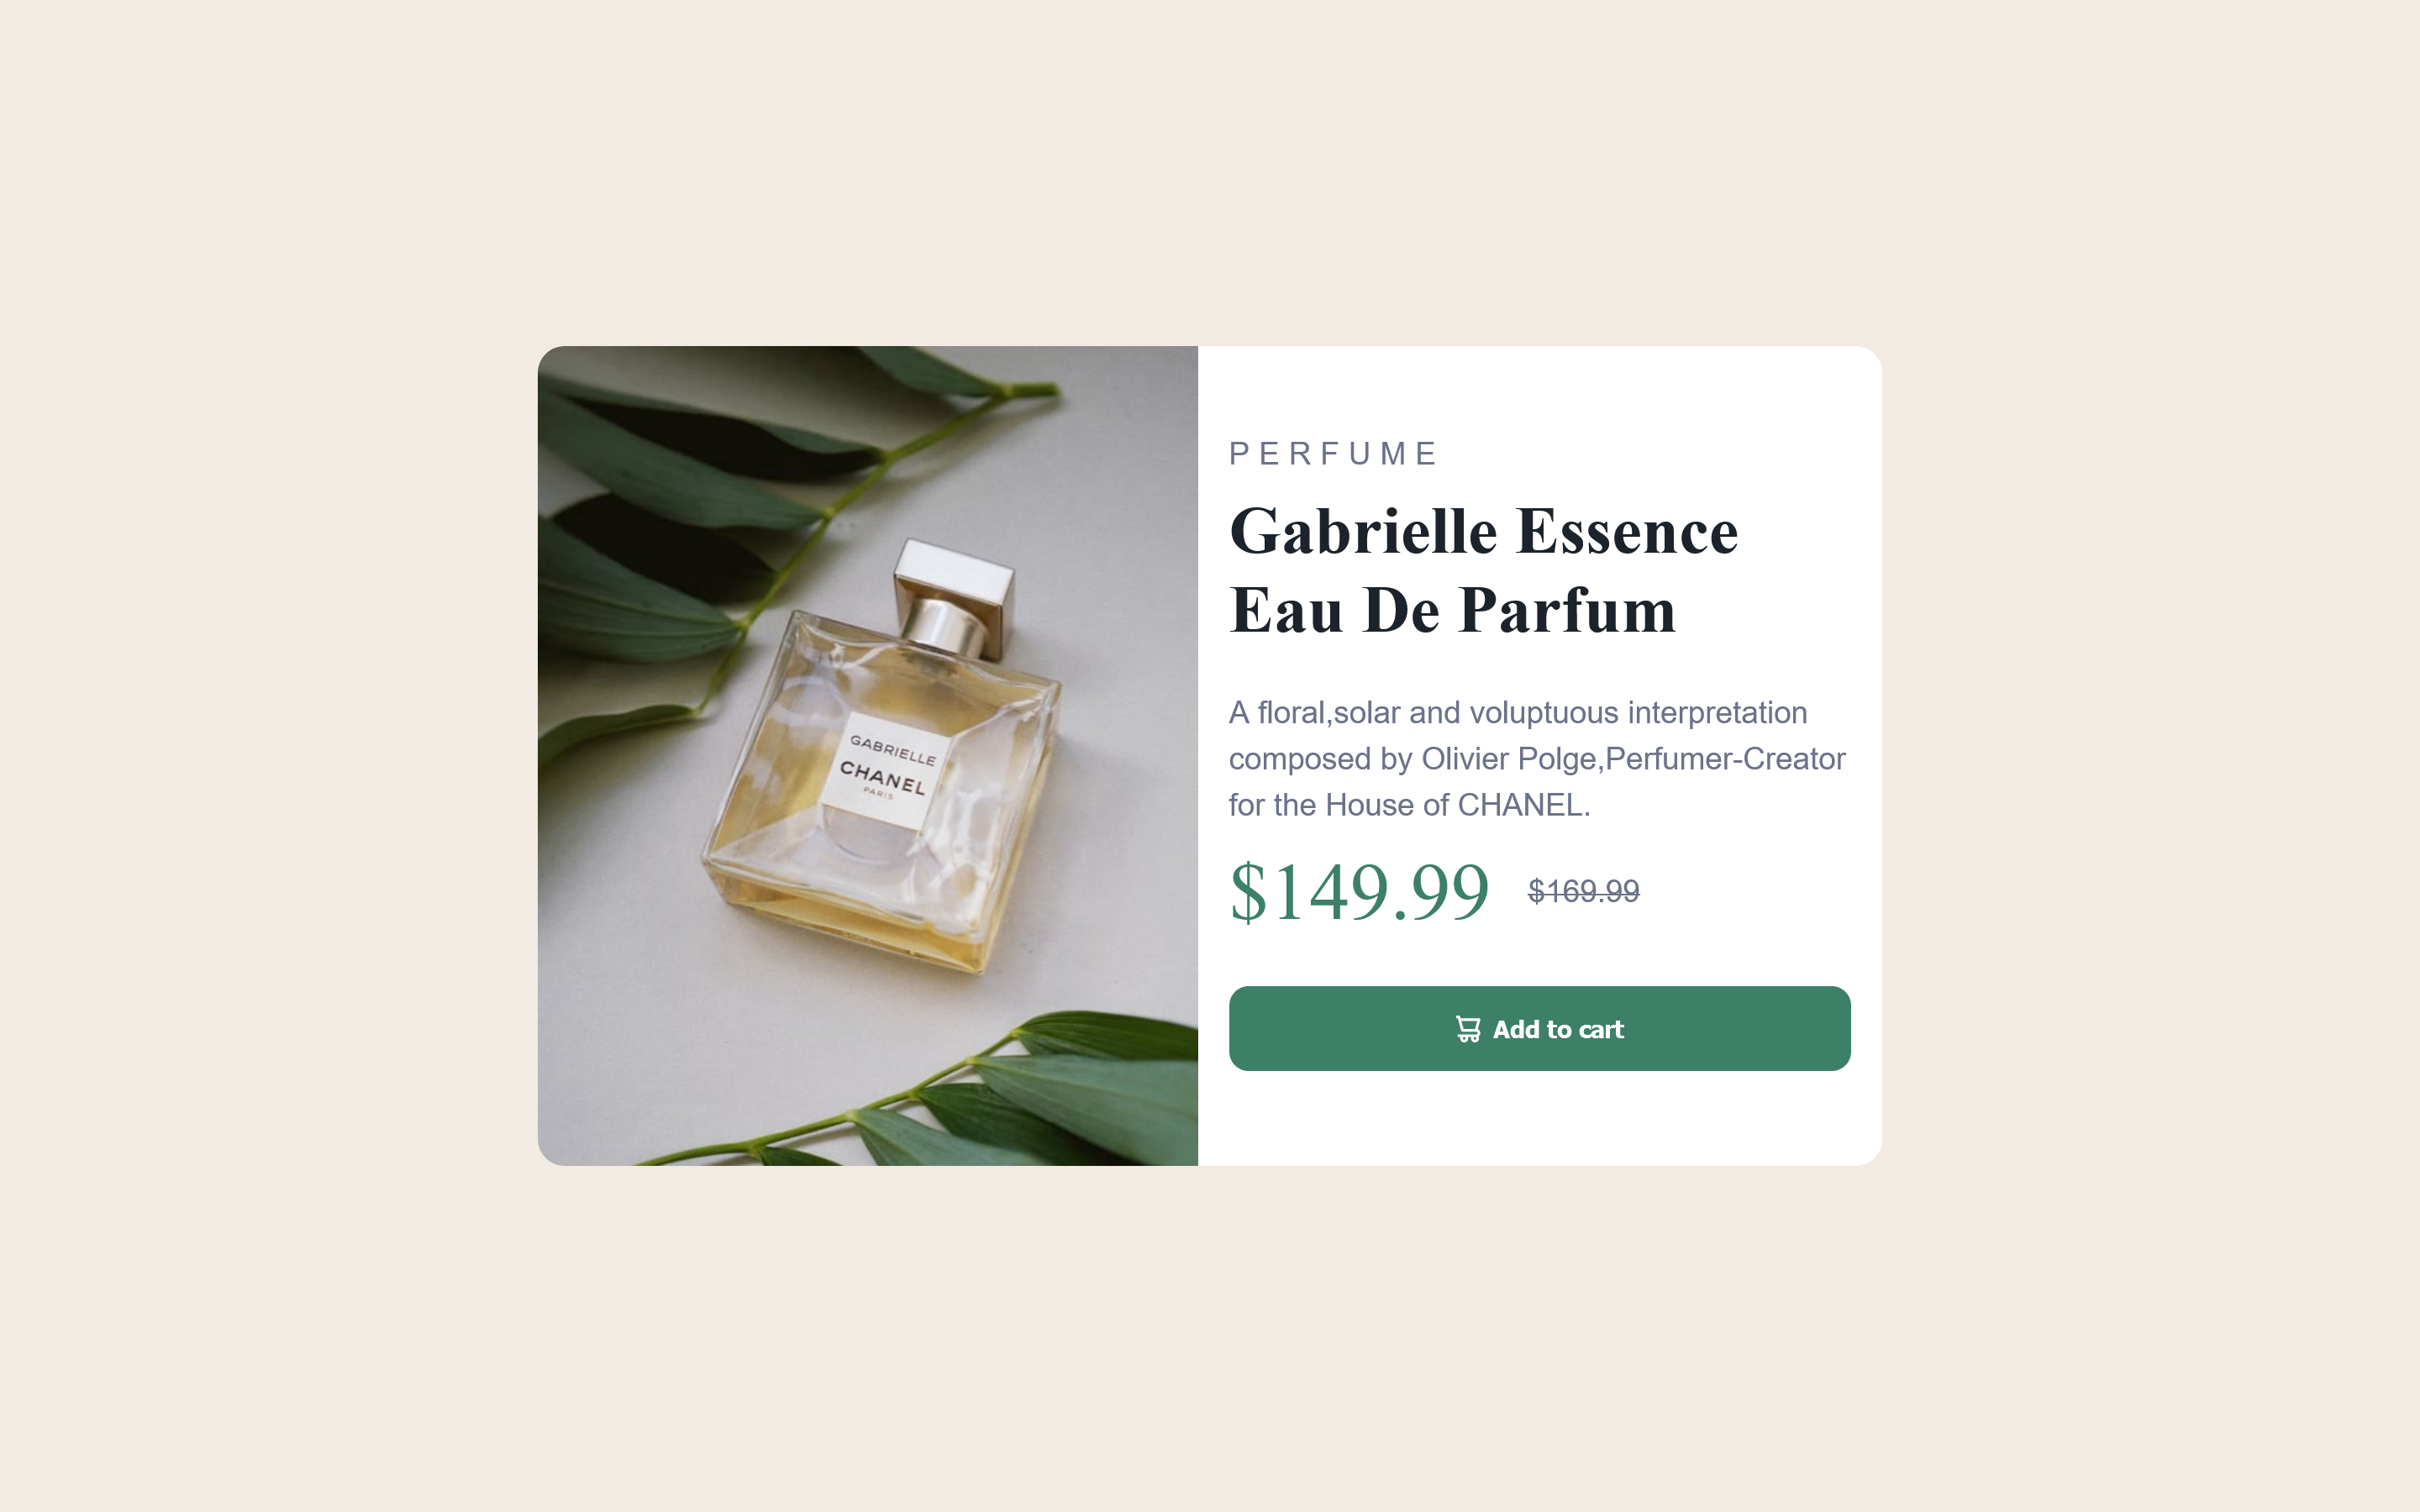 GABRIELLE
CHANEL
PARIS
PERFUME
Gabrielle Essence
Eau De Parfum
A floral,solar and voluptuous interpretation
composed by Olivier Polge,Perfumer-Creator
for the House of CHANEL.
$149.99 $169.99
Add to cart